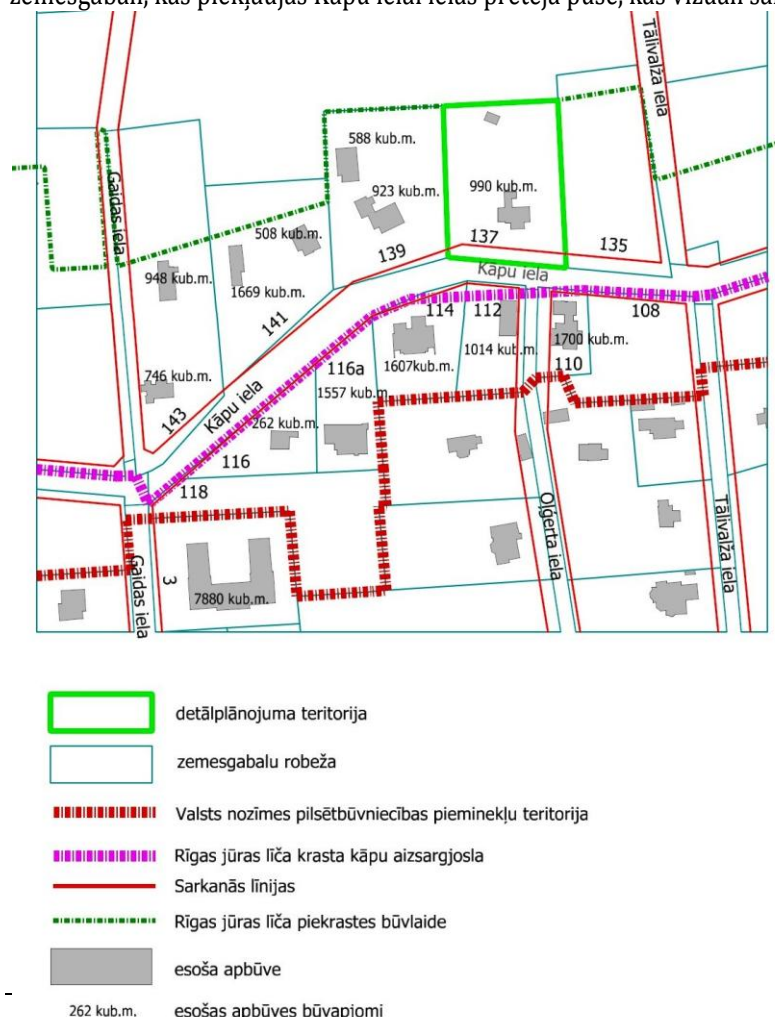 zemesgabali, kas piekļaujas Kāpu ielai ielas pretējā pusē, kas vizuāli
Tālivalža iela
588 kub.m.
Gaidas iela
923 kub.m.
990 kub.m.
508 kub.m.
139
137
135
Kāpu iela
948 kub.m.
1669 kub.m.
141
114
112
108
1700 kub.m.
1014 kub.m.
110
1607kub.m.
116a
746 kub.m.
1557 kub.m
143
Kāpu iela
262 kub.m.
116
118
Oļģerta iela
Tālivalža iela
Gaidas iela
3
7880 kub.m.
detālplānojuma teritorija
zemesgabalu robeža
Valsts nozīmes pilsētbūvniecības pieminekļu teritorija
Rīgas jūras līča krasta kāpu aizsargjosla
Sarkanās līnijas
Rīgas jūras līča piekrastes būvlaide
esoša apbūve
262 kub.m. esošas apbūves būvapjomi